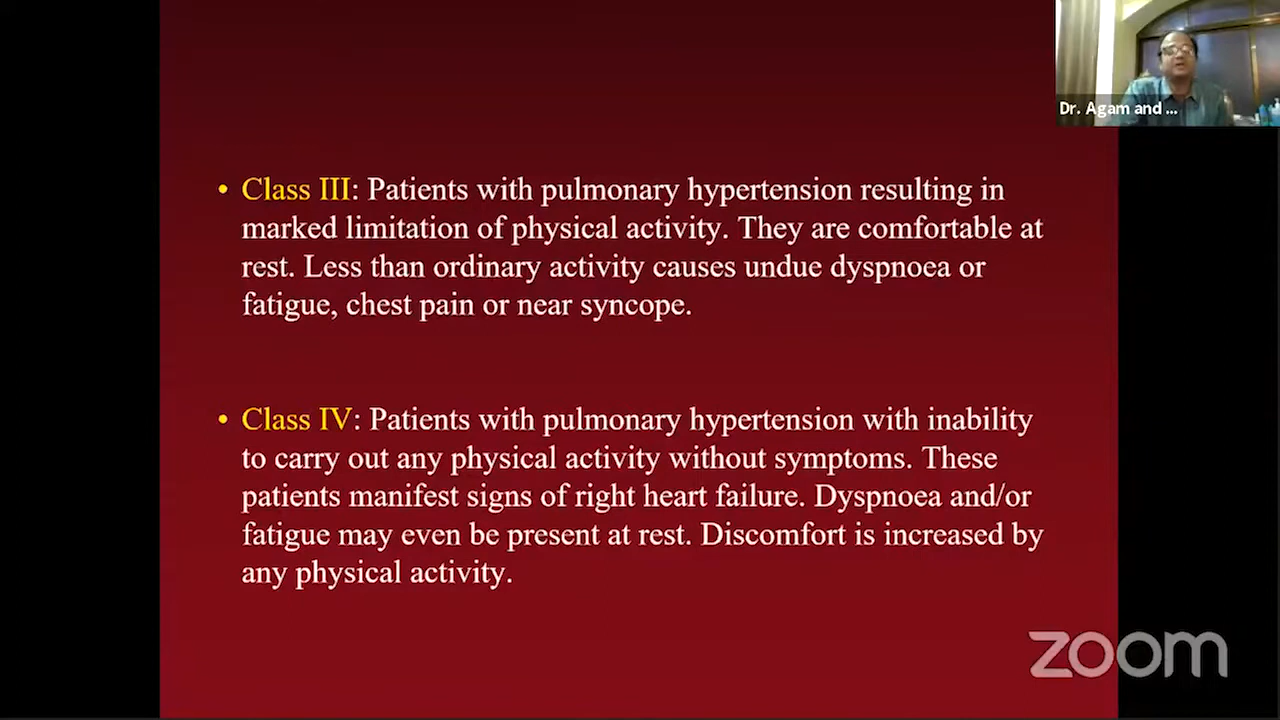 Dr. Agam and ...
• Class III: Patients with pulmonary hypertension resulting in
marked limitation of physical activity. They are comfortable at
rest. Less than ordinary activity causes undue dyspnoea or
fatigue, chest pain or near syncope.
• Class IV: Patients with pulmonary hypertension with inability
to carry out any physical activity without symptoms. These
patients manifest signs of right heart failure. Dyspnoea and/or
fatigue may even be present at rest. Discomfort is increased by
any physical activity.
zoom